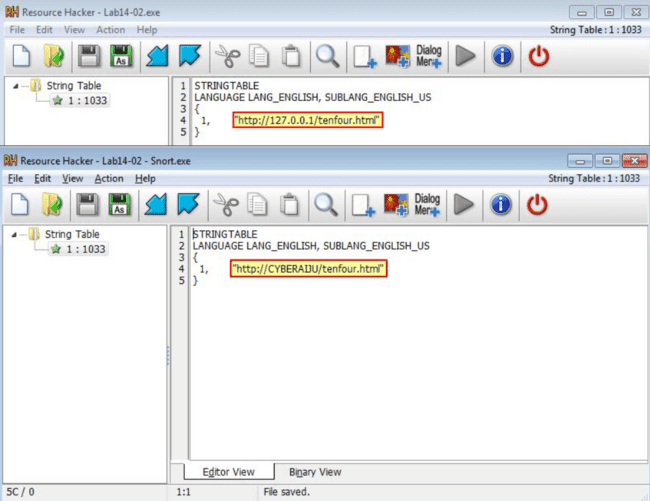 Resource Hacker - Lab14-02.exe
File Edit View Action Help String Table : 1 : 1033
As Dialog Men+
String Table
1 : 1033
1 STRINGTABLE
2 LANGUAGE LANG_ENGLISH, SUBLANG_ENGLISH_US
3 {
4 1, "http://127.0.0.1/tenfour.html"
5 }
Resource Hacker - Lab14-02 - Snort.exe
File Edit View Action Help String Table : 1 : 1033
As Dialog Men+
String Table
1 : 1033
1 STRINGTABLE
2 LANGUAGE LANG_ENGLISH, SUBLANG_ENGLISH_US
3 {
4 1, "http://CYBERAIJU/tenfour.html"
5 }
Editor View Binary View
5C / 0 1:1 File saved.